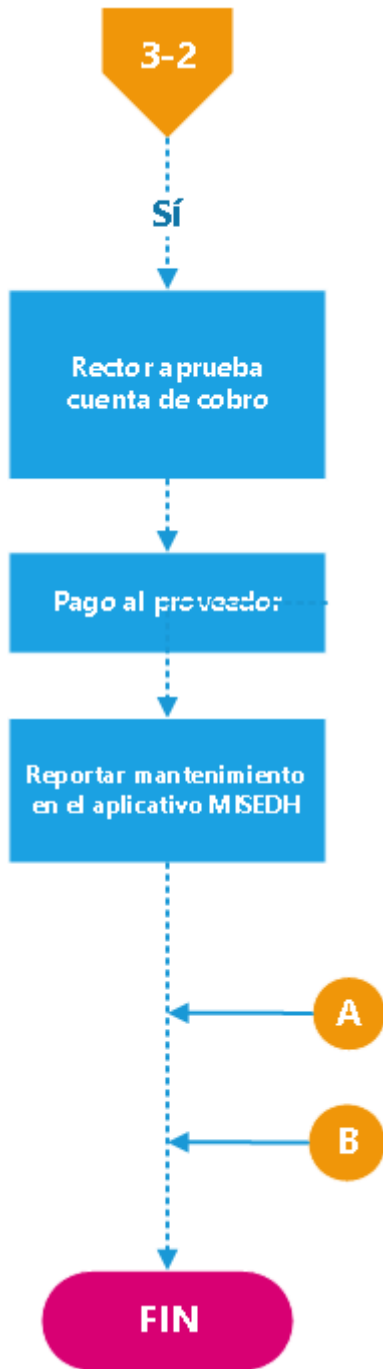 3-2
Sí
Rector aprueba
cuenta de cobro
Pago al proveedor
Reportar mantenimiento
en el aplicativo MISEDH
A
B
FIN